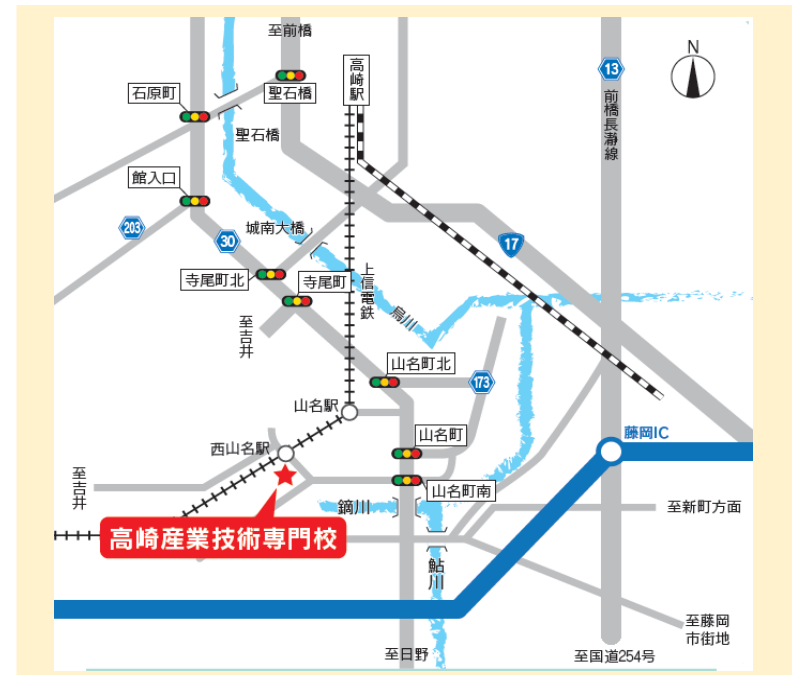 至前橋
N
高崎駅
13
石原町
聖石橋
前橋長瀞線
聖石橋
館入口
203
30
城南大橋
17
寺尾町北
寺尾町
上信電鉄
烏川
至吉井
山名町北
173
山名駅
山名町
藤岡IC
西山名駅
至吉井
山名町南
鏑川
至新町方面
高崎産業技術専門校
鮎川
至藤岡
市街地
至日野
至国道254号